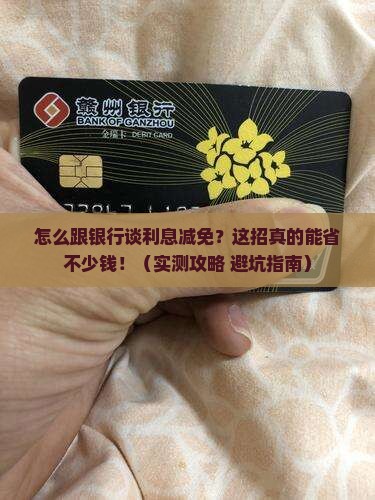 赣州银行
BANK OF GANZHOU
金瑞卡 DEBIT CARD
怎么跟银行谈利息减免？这招真的能省
不少钱！（实测攻略 避坑指南）